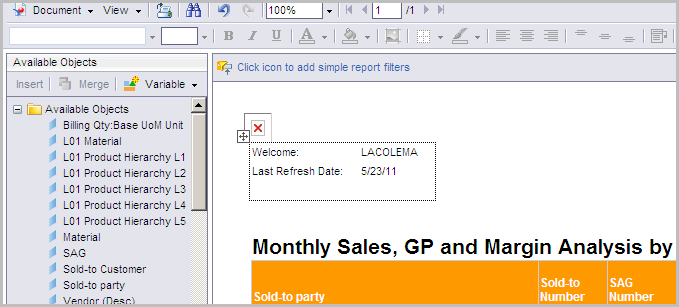 Document View 100% 1 /1
B I U A
Available Objects
Click icon to add simple report filters
Insert Merge Variable
Available Objects
Billing Qty:Base UoM Unit
L01 Material
L01 Product Hierarchy L1
L01 Product Hierarchy L2
L01 Product Hierarchy L3
L01 Product Hierarchy L4
L01 Product Hierarchy L5
Material
SAG
Sold-to Customer
Sold-to party
Vendor (Desc)
Welcome: LACOLEMA
Last Refresh Date: 5/23/11
Monthly Sales, GP and Margin Analysis by
Sold-to party
Sold-to
Number
SAG
Number